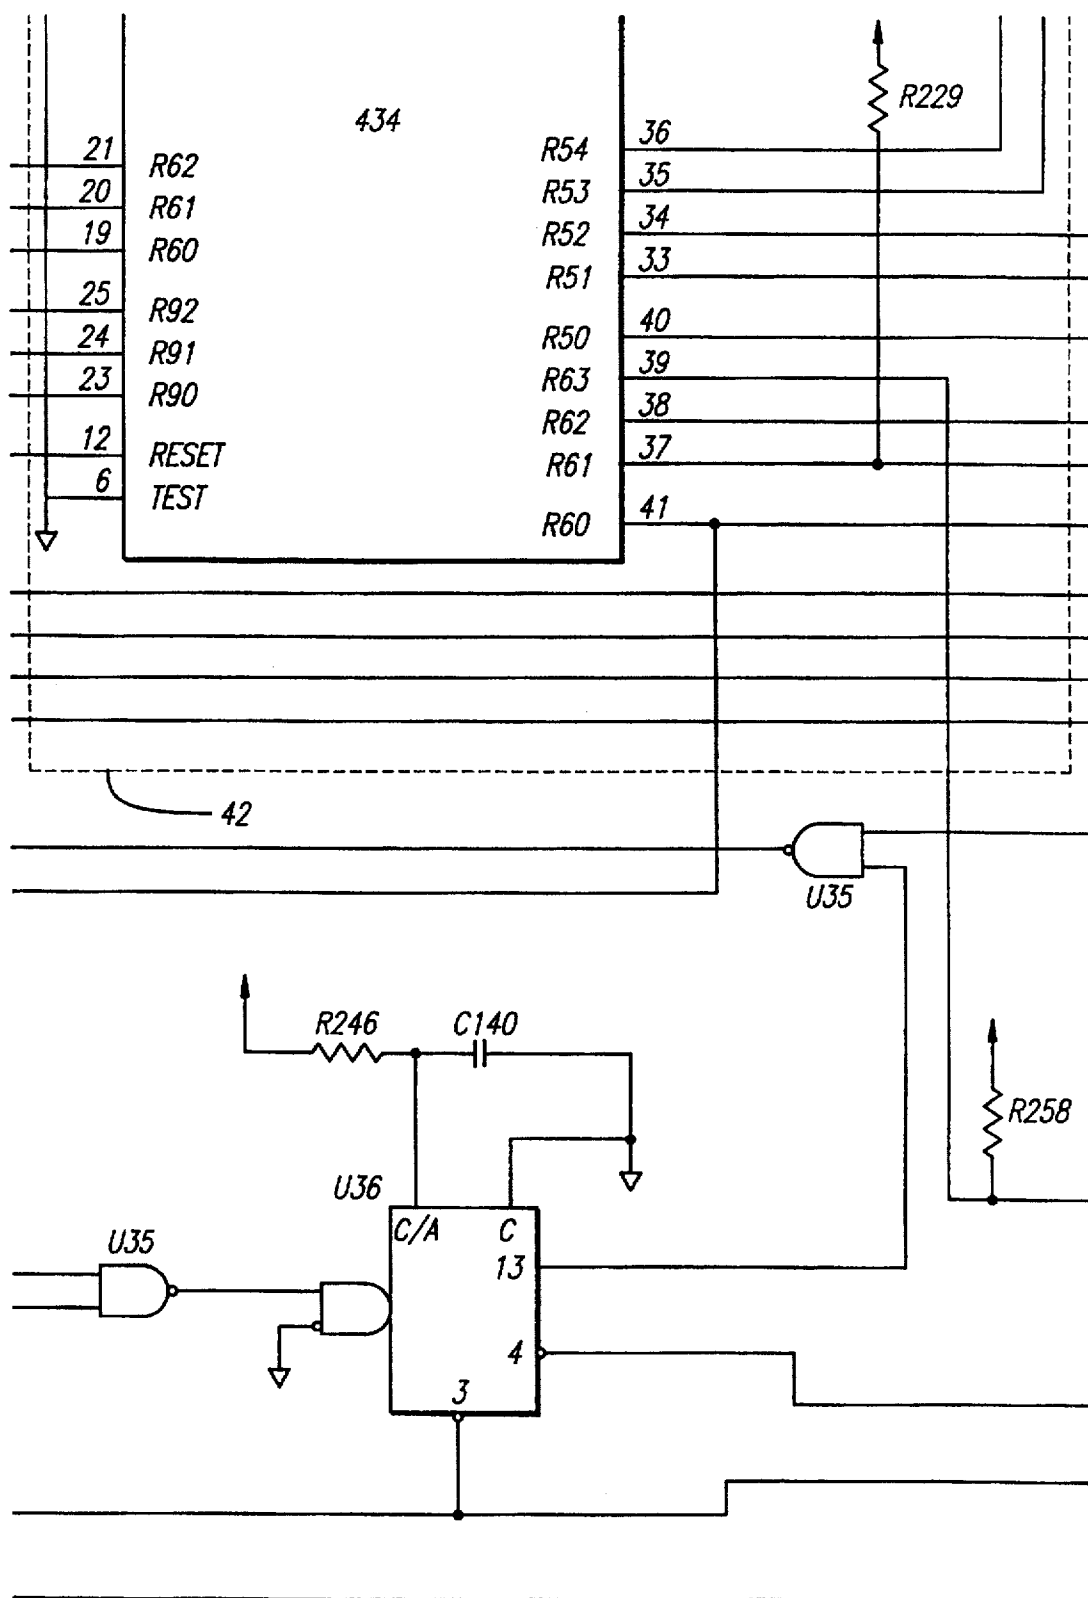 434
R229
21 R62
20 R61
19 R60
25 R92
24 R91
23 R90
12 RESET
6 TEST
R54 36
R53 35
R52 34
R51 33
R50 40
R63 39
R62 38
R61 37
R60 41
42
U35
R246 C140
R258
U36
C/A C
13
U35
4
3